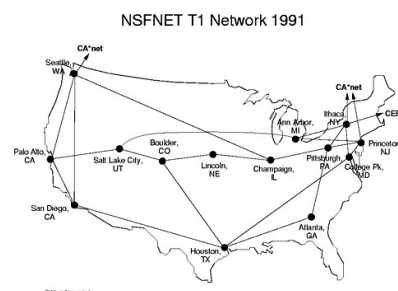 NSFNET T1 Network 1991
CA*net
Seattle,
WA
CA*net
Ithaca,
NY
CER
Ann Arbor,
MI
Princeton
NJ
Boulder,
CO
Palo Alto,
CA
Salt Lake City,
UT
Lincoln,
NE
Champaign,
IL
Pittsburgh,
PA
College Pk,
MD
San Diego,
CA
Atlanta,
GA
Houston,
TX